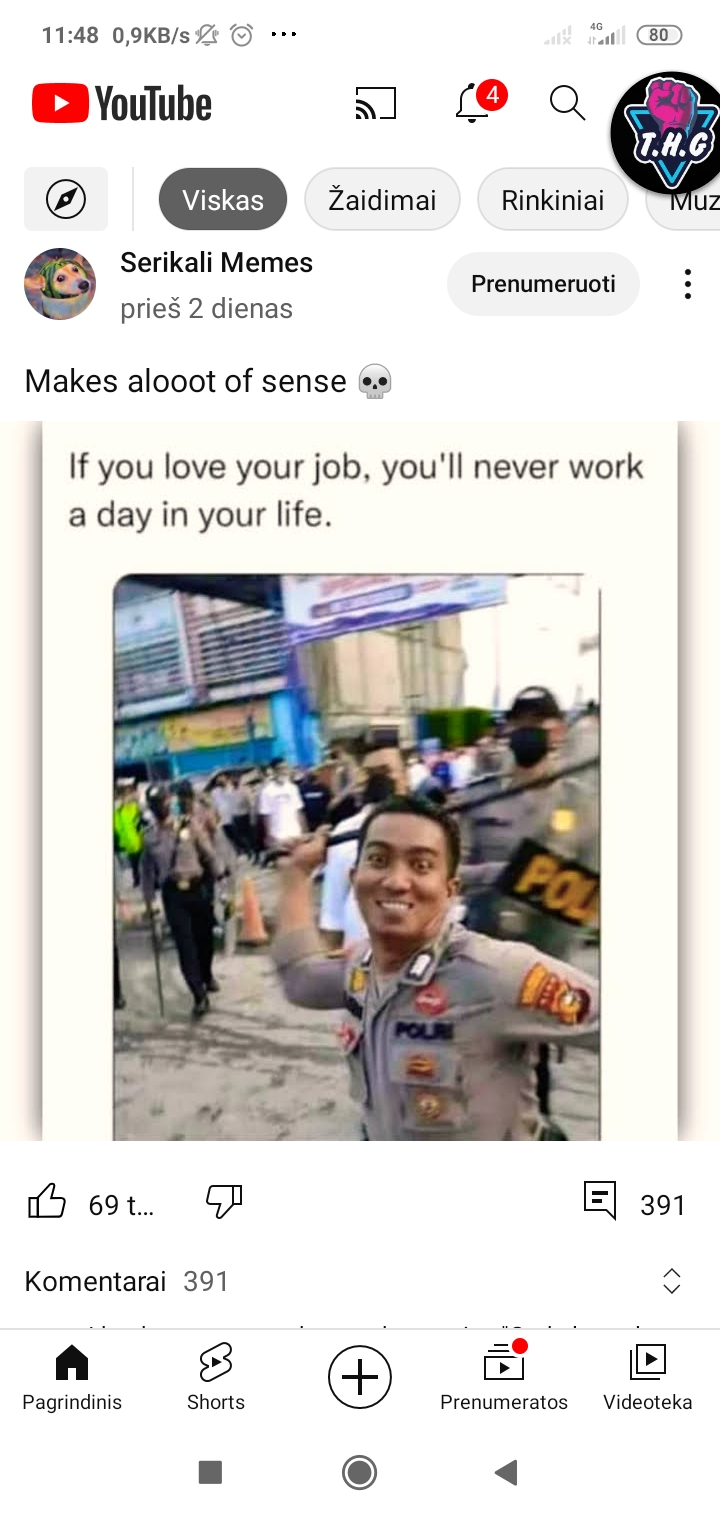 11:48 0,9KB/s ...
4G
80
YouTube
4
T.H.G
Viskas
Žaidimai
Rinkiniai
Muz
Serikali Memes
prieš 2 dienas
Prenumeruoti
Makes alooot of sense 💀
If you love your job, you'll never work
a day in your life.
POL
POLRI
69 t...
391
Komentarai 391
Pagrindinis
Shorts
Prenumeratos
Videoteka